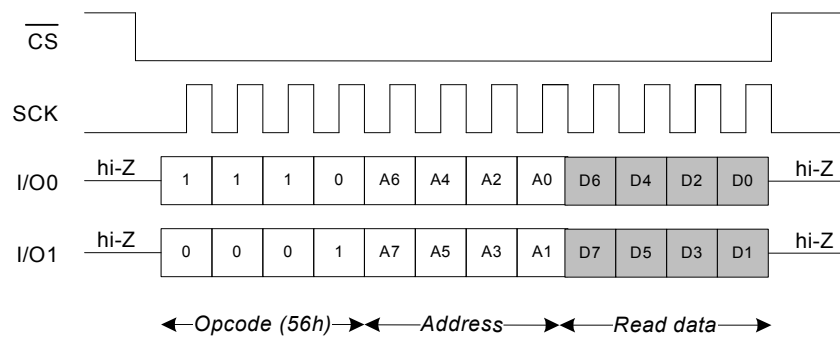 CS
SCK
hi-Z 1 1 1 0 A6 A4 A2 A0 D6 D4 D2 D0 hi-Z
I/O0
hi-Z 0 0 0 1 A7 A5 A3 A1 D7 D5 D3 D1 hi-Z
I/O1
Opcode (56h) Address Read data